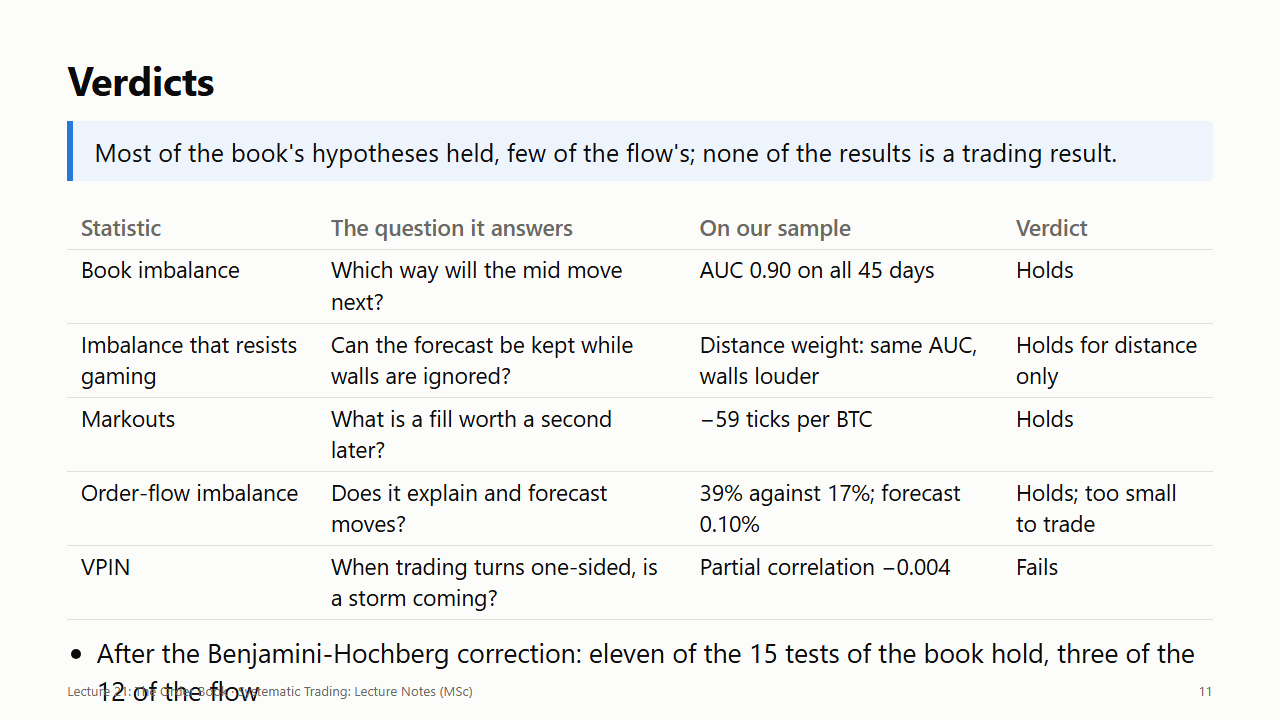 Verdicts
Most of the book's hypotheses held, few of the flow's; none of the results is a trading result.
Statistic The question it answers On our sample Verdict
Book imbalance Which way will the mid move next? AUC 0.90 on all 45 days Holds
Imbalance that resists gaming Can the forecast be kept while walls are ignored? Distance weight: same AUC, walls louder Holds for distance only
Markouts What is a fill worth a second later? −59 ticks per BTC Holds
Order-flow imbalance Does it explain and forecast moves? 39% against 17%; forecast 0.10% Holds; too small to trade
VPIN When trading turns one-sided, is a storm coming? Partial correlation −0.004 Fails
• After the Benjamini-Hochberg correction: eleven of the 15 tests of the book hold, three of the
12 of the flow
Lecture 21: The Order Book · Systematic Trading: Lecture Notes (MSc) 11